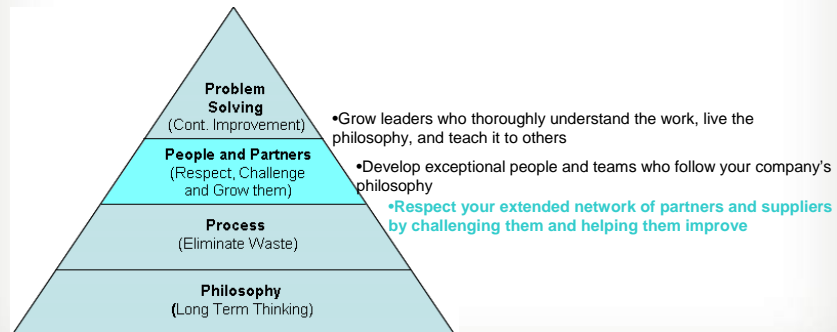 Problem
Solving
(Cont. Improvement)
•Grow leaders who thoroughly understand the work, live the
philosophy, and teach it to others
People and Partners
(Respect, Challenge
and Grow them)
•Develop exceptional people and teams who follow your company's
philosophy
•Respect your extended network of partners and suppliers
by challenging them and helping them improve
Process
(Eliminate Waste)
Philosophy
(Long Term Thinking)